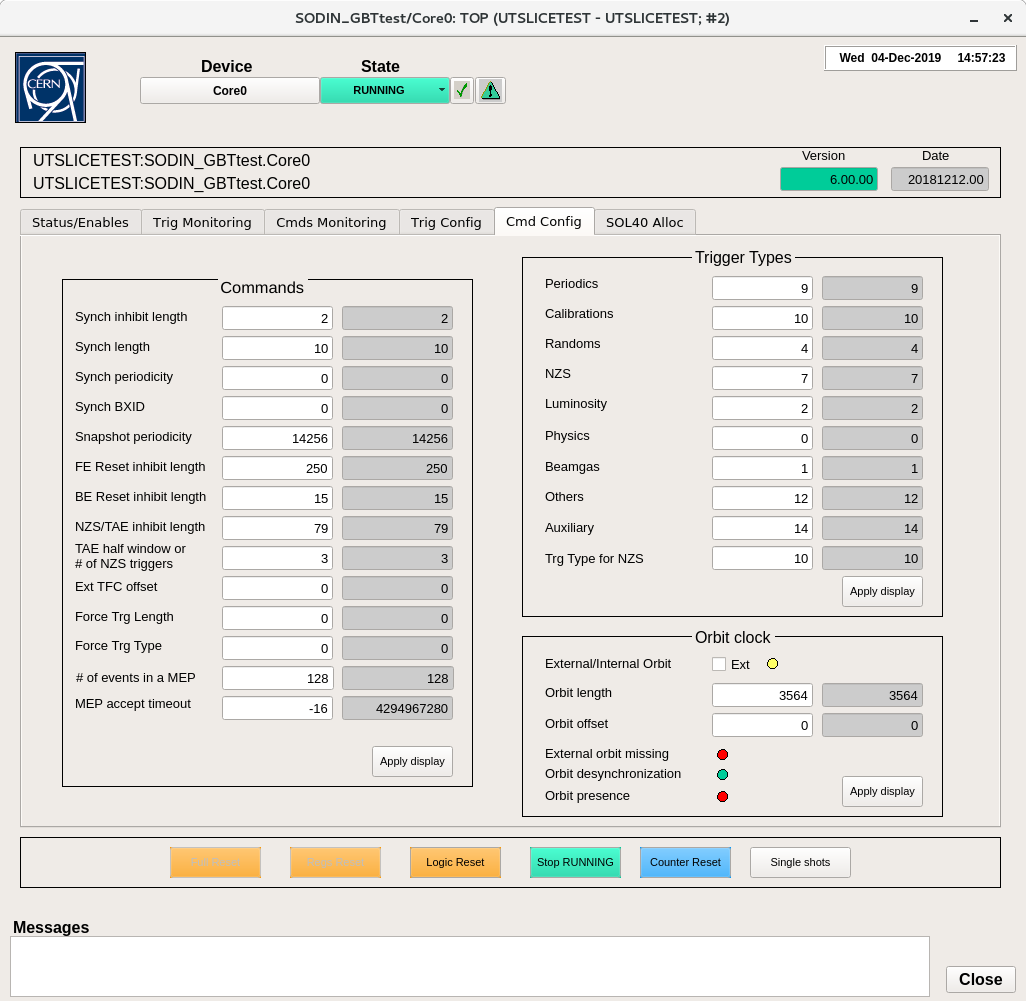 SODIN_GBTtest/Core0: TOP (UTSLICETEST - UTSLICETEST; #2)
Wed 04-Dec-2019 14:57:23
CERN
Device State
Core0 RUNNING
UTSLICETEST:SODIN_GBTtest.Core0
UTSLICETEST:SODIN_GBTtest.Core0
Version Date
6.00.00 20181212.00
Status/Enables Trig Monitoring Cmds Monitoring Trig Config Cmd Config SOL40 Alloc
Commands
Synch inhibit length 2 2
Synch length 10 10
Synch periodicity 0 0
Synch BXID 0 0
Snapshot periodicity 14256 14256
FE Reset inhibit length 250 250
BE Reset inhibit length 15 15
NZS/TAE inhibit length 79 79
TAE half window or
# of NZS triggers 3 3
Ext TFC offset 0 0
Force Trg Length 0 0
Force Trg Type 0 0
# of events in a MEP 128 128
MEP accept timeout -16 4294967280
Apply display
Trigger Types
Periodics 9 9
Calibrations 10 10
Randoms 4 4
NZS 7 7
Luminosity 2 2
Physics 0 0
Beamgas 1 1
Others 12 12
Auxiliary 14 14
Trg Type for NZS 10 10
Apply display
Orbit clock
External/Internal Orbit Ext
Orbit length 3564 3564
Orbit offset 0 0
External orbit missing
Orbit desynchronization
Orbit presence
Apply display
Logic Reset Stop RUNNING Counter Reset Single shots
Messages
Close